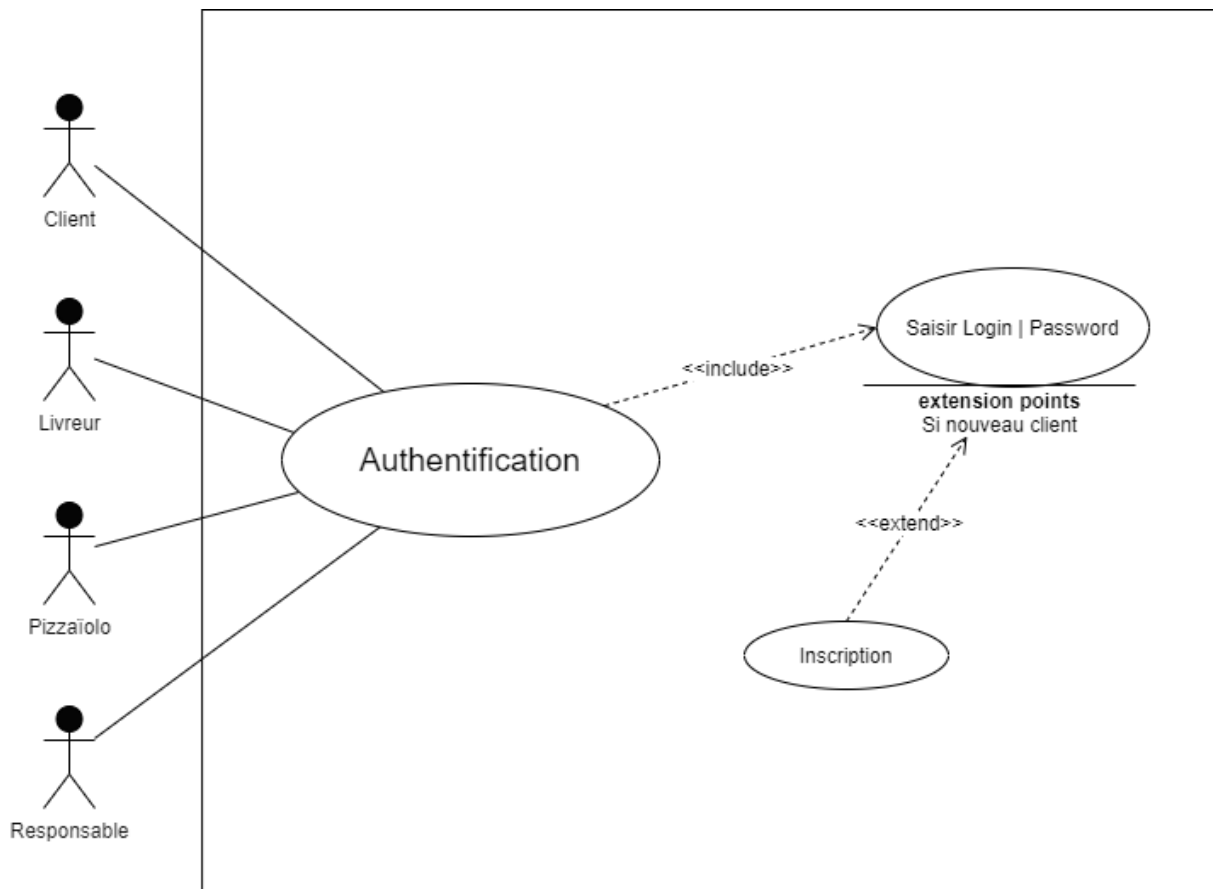 Client
Livreur
Pizzaïolo
Responsable
Authentification
<<include>>
Saisir Login | Password
extension points
Si nouveau client
<<extend>>
Inscription